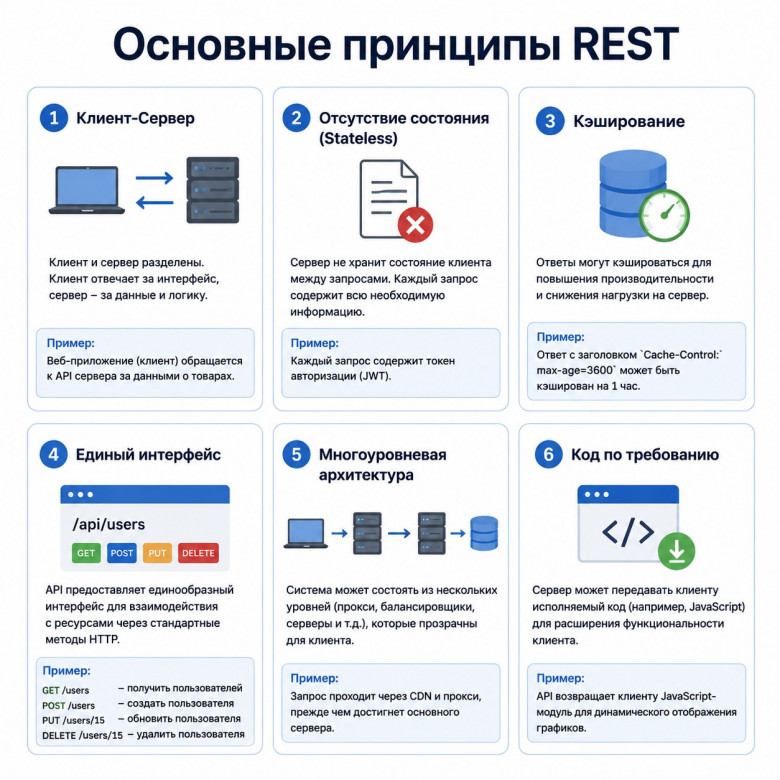 Основные принципы REST
1
Клиент-Сервер
Клиент и сервер разделены.
Клиент отвечает за интерфейс,
сервер – за данные и логику.
Пример:
Веб-приложение (клиент) обращается
к API сервера за данными о товарах.
2
Отсутствие состояния
(Stateless)
Сервер не хранит состояние клиента
между запросами. Каждый запрос
содержит всю необходимую
информацию.
Пример:
Каждый запрос содержит токен
авторизации (JWT).
3
Кэширование
Ответы могут кэшироваться для
повышения производительности
и снижения нагрузки на сервер.
Пример:
Ответ с заголовком `Cache-Control:`
max-age=3600` может быть
кэширован на 1 час.
4
Единый интерфейс
/api/users
GET POST PUT DELETE
API предоставляет единообразный
интерфейс для взаимодействия
с ресурсами через стандартные
методы HTTP.
Пример:
GET /users – получить пользователей
POST /users – создать пользователя
PUT /users/15 – обновить пользователя
DELETE /users/15 – удалить пользователя
5
Многоуровневая
архитектура
Система может состоять из нескольких
уровней (прокси, балансировщики,
серверы и т.д.), которые прозрачны
для клиента.
Пример:
Запрос проходит через CDN и прокси,
прежде чем достигнет основного
сервера.
6
Код по требованию
</>
Сервер может передавать клиенту
исполняемый код (например, JavaScript)
для расширения функциональности
клиента.
Пример:
API возвращает клиенту JavaScript-
модуль для динамического отображения
графиков.